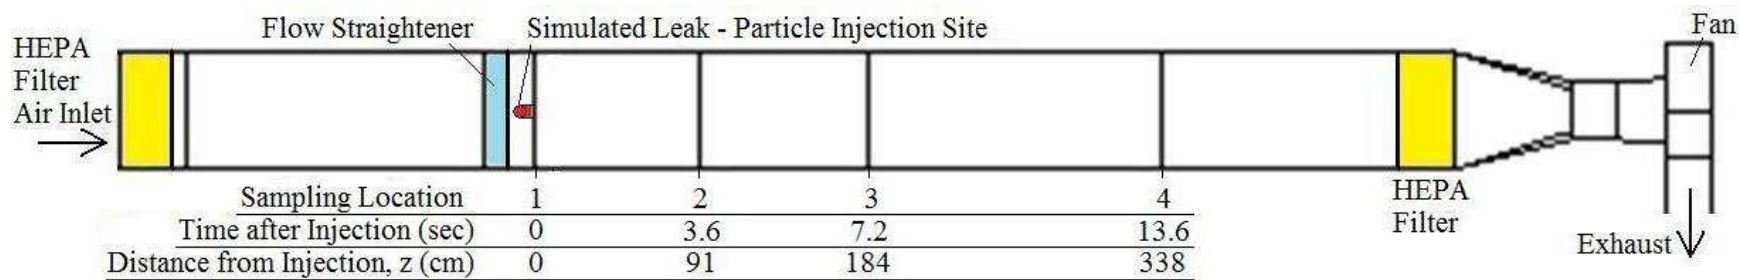 Flow Straightener
Simulated Leak - Particle Injection Site
Fan
HEPA
Filter
Air Inlet
Sampling Location 1 2 3 4
Time after Injection (sec) 0 3.6 7.2 13.6
Distance from Injection, z (cm) 0 91 184 338
HEPA
Filter
Exhaust